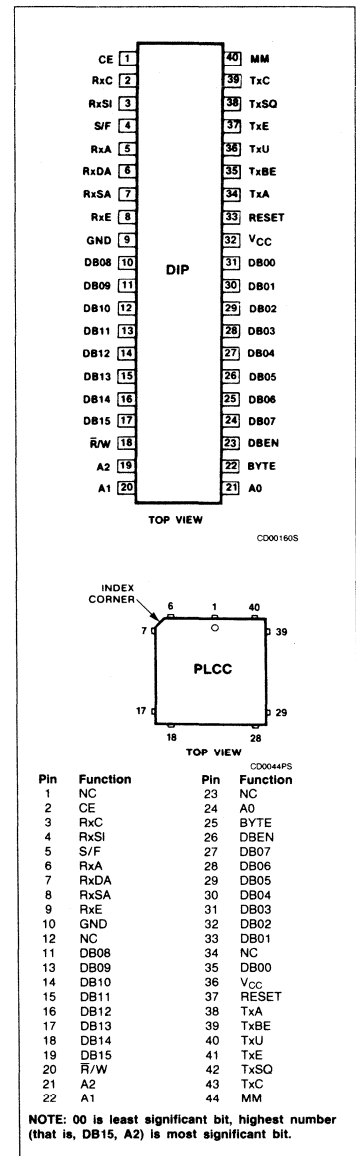 CE 1 40 MM
RxC 2 39 TxC
RxSI 3 38 TxSQ
S/F 4 37 TxE
RxA 5 36 TxU
RxDA 6 35 TxBE
RxSA 7 34 TxA
RxE 8 33 RESET
GND 9 32 VCC
DB08 10 31 DB00
DIP
DB09 11 30 DB01
DB10 12 29 DB02
DB11 13 28 DB03
DB12 14 27 DB04
DB13 15 26 DB05
DB14 16 25 DB06
DB15 17 24 DB07
R̅/W 18 23 DBEN
A2 19 22 BYTE
A1 20 21 A0
TOP VIEW
CD00160S
INDEX
CORNER
6 1 40
7 39
PLCC
17 29
18 28
TOP VIEW
CD0044PS
Pin Function Pin Function
1 NC 23 NC
2 CE 24 A0
3 RxC 25 BYTE
4 RxSI 26 DBEN
5 S/F 27 DB07
6 RxA 28 DB06
7 RxDA 29 DB05
8 RxSA 30 DB04
9 RxE 31 DB03
10 GND 32 DB02
12 NC 33 DB01
11 DB08 34 NC
13 DB09 35 DB00
14 DB10 36 VCC
15 DB11 37 RESET
16 DB12 38 TxA
17 DB13 39 TxBE
18 DB14 40 TxU
19 DB15 41 TxE
20 R̅/W 42 TxSQ
21 A2 43 TxC
22 A1 44 MM
NOTE: 00 is least significant bit, highest number
(that is, DB15, A2) is most significant bit.